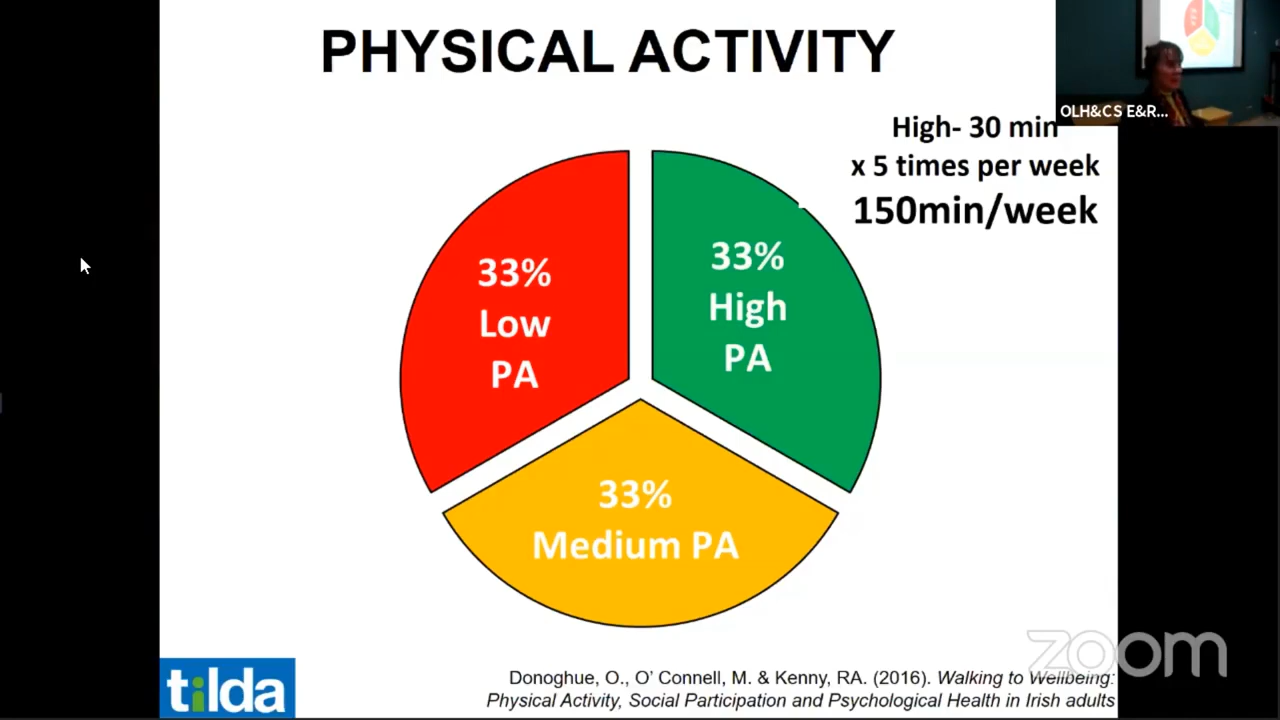 PHYSICAL ACTIVITY
OLH&CS E&R...
High- 30 min
x 5 times per week
150min/week
33%
Low
PA
33%
High
PA
33%
Medium PA
zoom
tilda
Donoghue, O., O’ Connell, M. & Kenny, RA. (2016). Walking to Wellbeing:
Physical Activity, Social Participation and Psychological Health in Irish adults